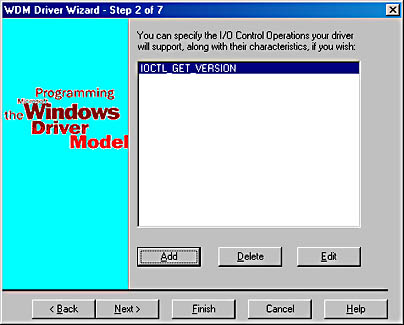 WDM Driver Wizard - Step 2 of 7
You can specify the I/O Control Operations your driver
will support, along with their characteristics, if you wish:
IOCTL_GET_VERSION
Programming
Microsoft
the Windows
Driver
Model
Add
Delete
Edit
< Back
Next >
Finish
Cancel
Help